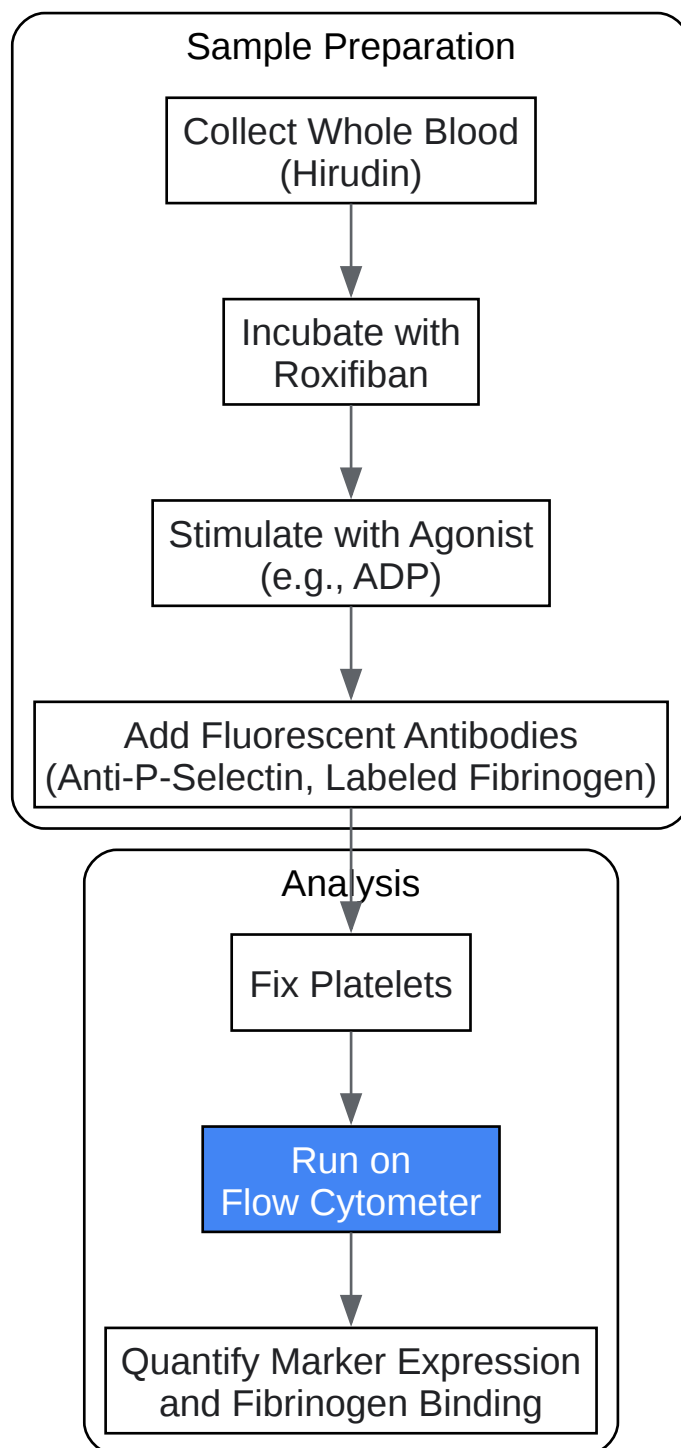 Sample Preparation
Collect Whole Blood
(Hirudin)
Incubate with
Roxifiban
Stimulate with Agonist
(e.g., ADP)
Add Fluorescent Antibodies
(Anti-P-Selectin, Labeled Fibrinogen)
Analysis
Fix Platelets
Run on
Flow Cytometer
Quantify Marker Expression
and Fibrinogen Binding